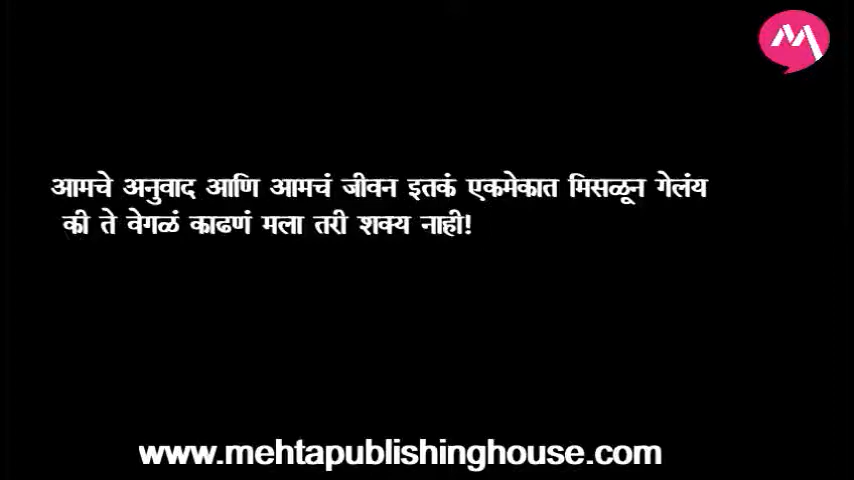 आमचे अनुवाद आणि आमचं जीवन इतकं एकमेकात मिसळून गेलंय
की ते वेगळं काढणं मला तरी शक्य नाही!
www.mehtapublishinghouse.com